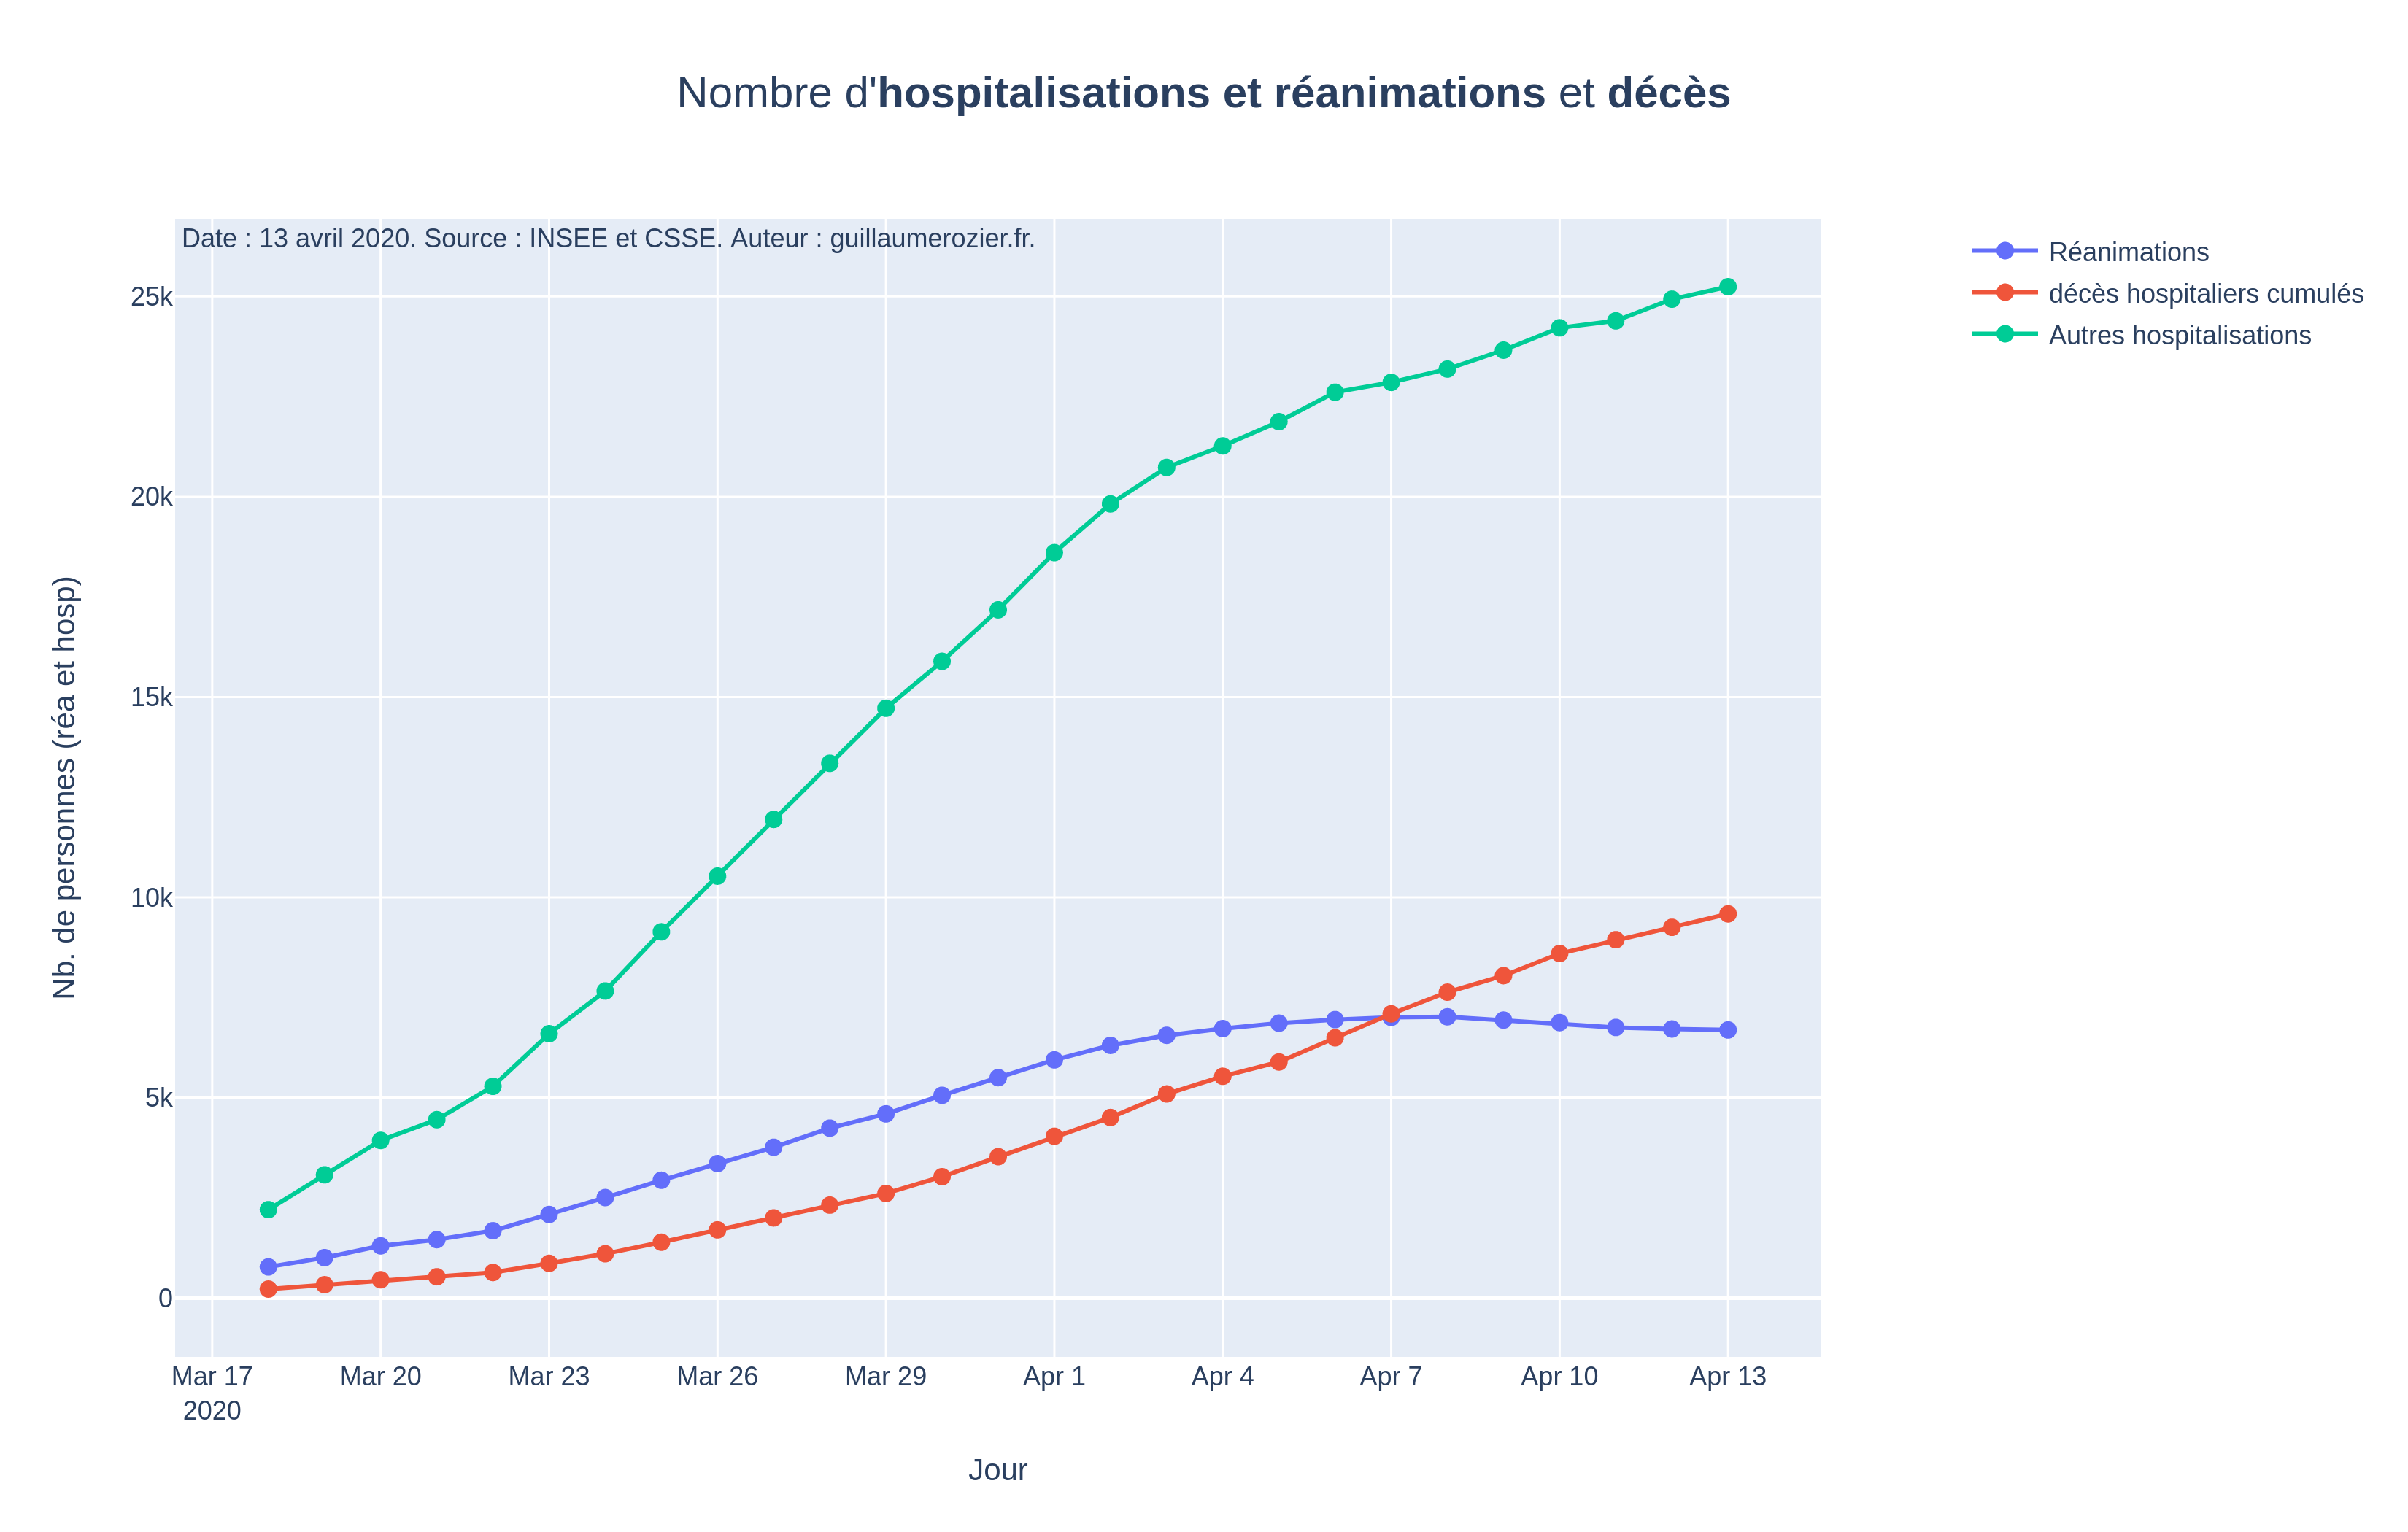 Nombre d'hospitalisations et réanimations et décès
Date : 13 avril 2020. Source : INSEE et CSSE. Auteur : guillaumerozier.fr.
Réanimations
décès hospitaliers cumulés
Autres hospitalisations
Nb. de personnes (réa et hosp)
25k
20k
15k
10k
5k
0
Mar 17 Mar 20 Mar 23 Mar 26 Mar 29 Apr 1 Apr 4 Apr 7 Apr 10 Apr 13
2020
Jour